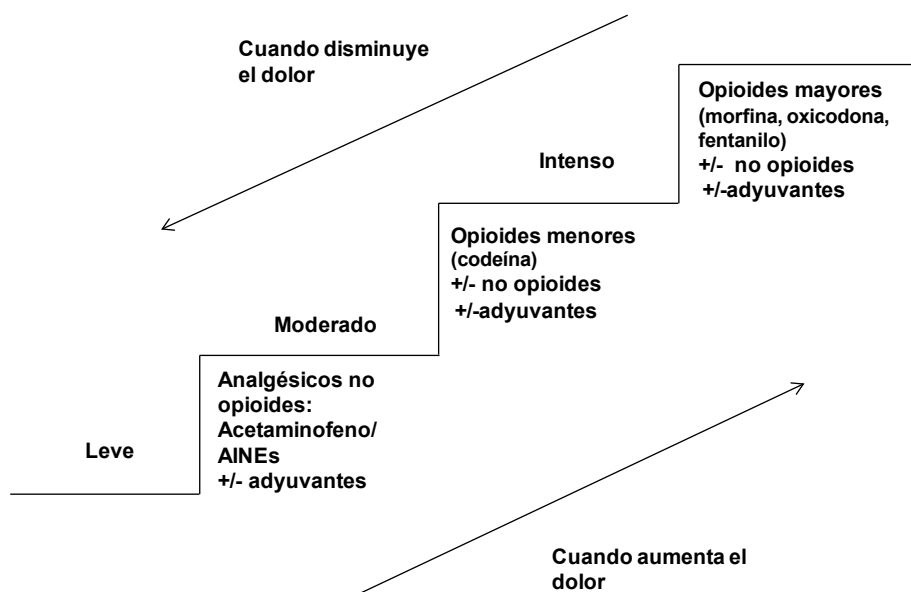 Cuando disminuye
el dolor
Opioides mayores
(morfina, oxicodona,
fentanilo)
+/- no opioides
+/-adyuvantes
Intenso
Opioides menores
(codeína)
+/- no opioides
+/-adyuvantes
Moderado
Analgésicos no
opioides:
Acetaminofeno/
AINEs
+/- adyuvantes
Leve
Cuando aumenta el
dolor